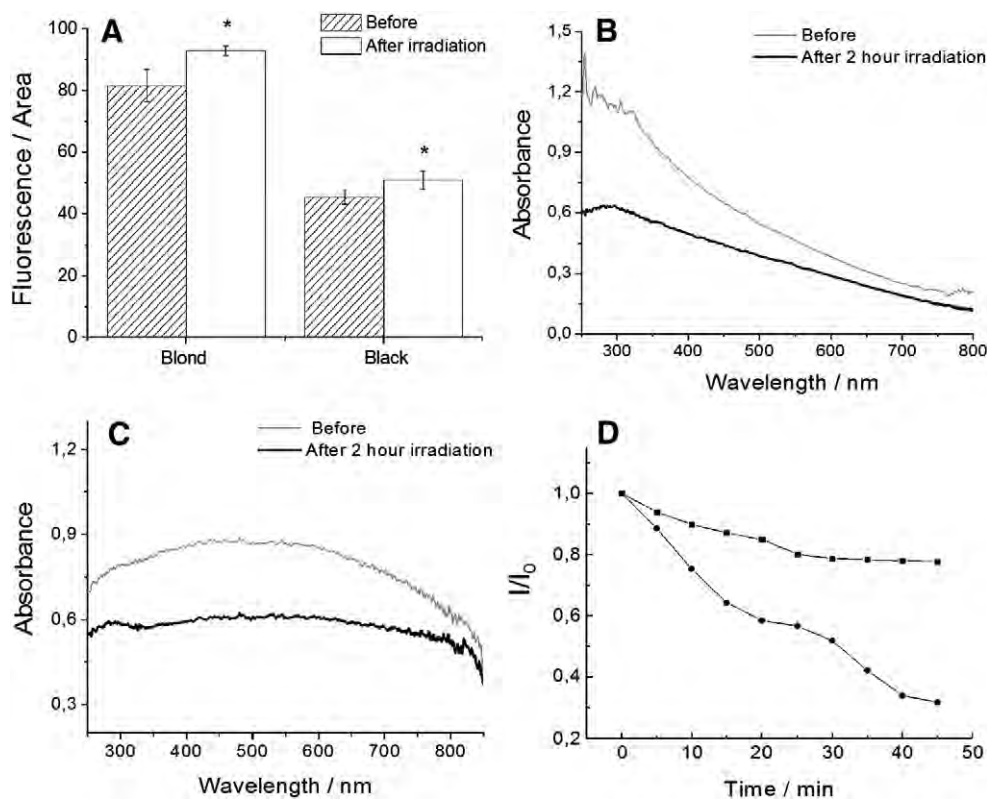 A
Before
After irradiation
Fluorescence / Area
100
80
60
40
20
0
*
*
Blond
Black
B
Before
After 2 hour irradiation
Absorbance
1,5
1,2
0,9
0,6
0,3
0,0
300 400 500 600 700 800
Wavelength / nm
C
Before
After 2 hour irradiation
Absorbance
1,2
0,9
0,6
0,3
300 400 500 600 700 800
Wavelength / nm
D
I/I0
1,0
0,8
0,6
0,4
0,2
0 10 20 30 40 50
Time / min